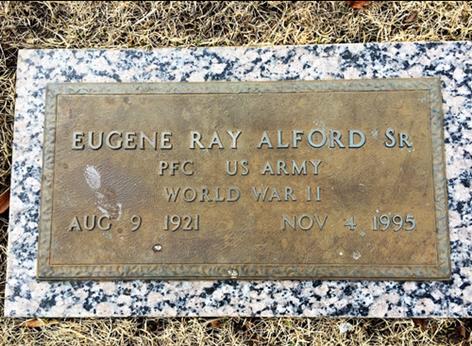 EUGENE RAY ALFORD SR
PFC US ARMY
WORLD WAR II
AUG 9 1921 NOV 4 1995